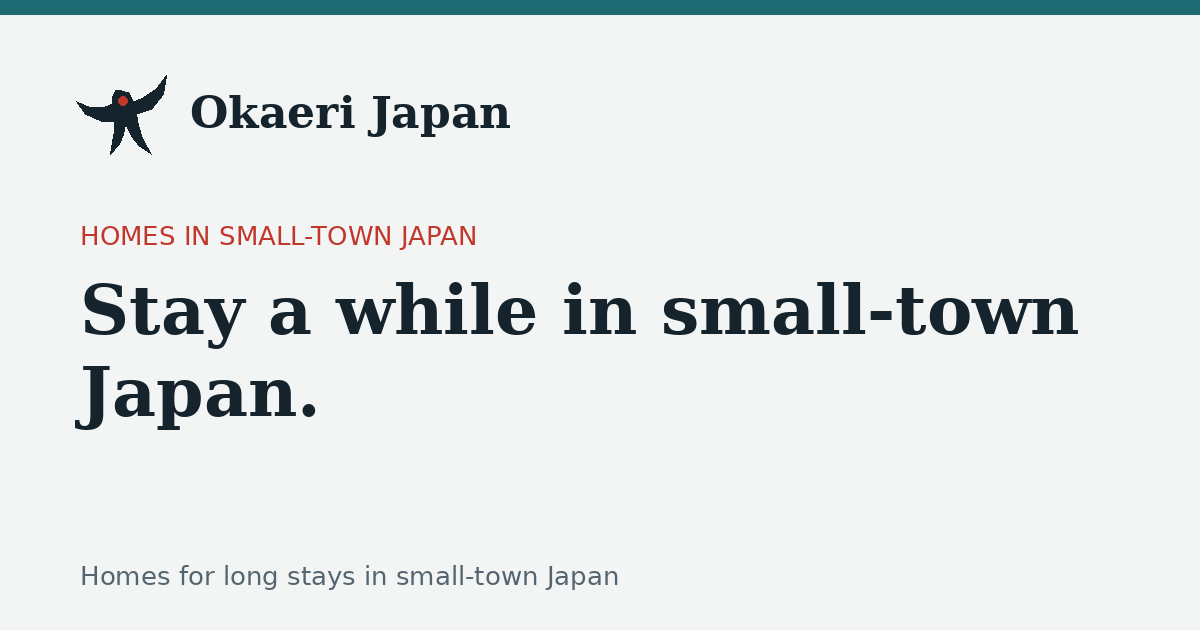 Okaeri Japan
HOMES IN SMALL-TOWN JAPAN
Stay a while in small-town
Japan.
Homes for long stays in small-town Japan